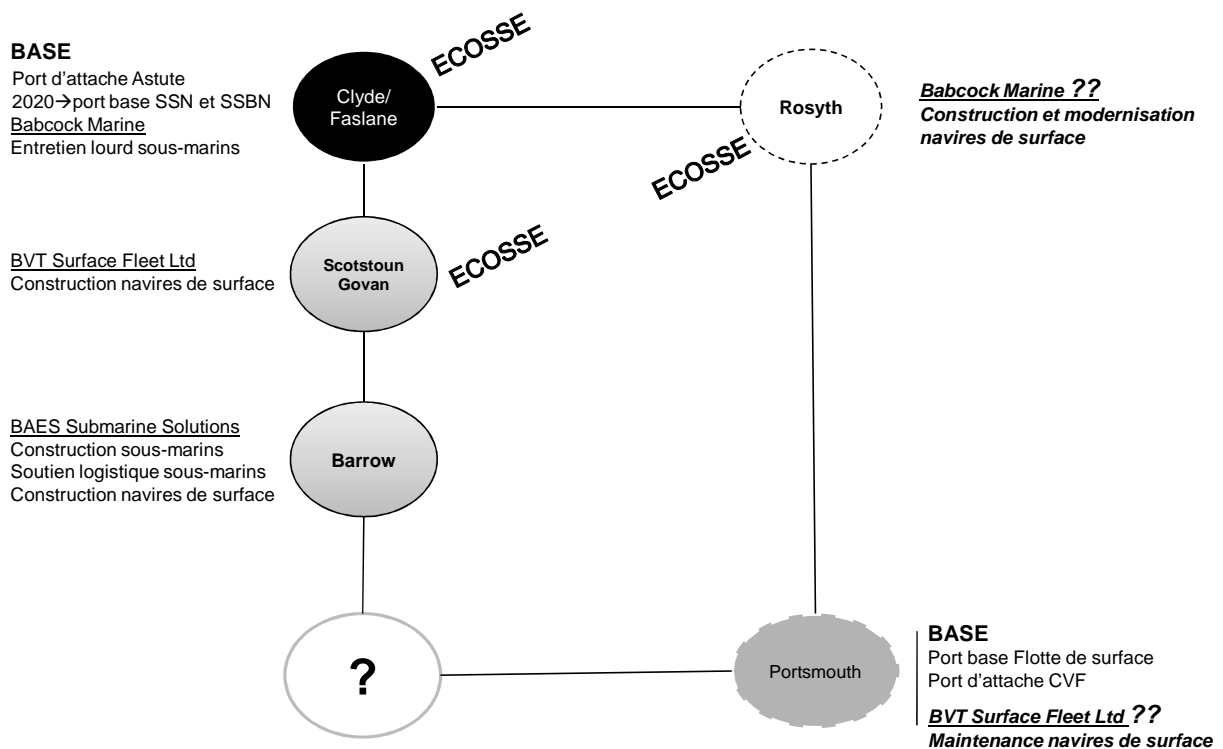 BASE
Port d'attache Astute
2020→port base SSN et SSBN
Babcock Marine
Entretien lourd sous-marins
Clyde/
Faslane
ECOSSE
Rosyth
ECOSSE
Babcock Marine ??
Construction et modernisation
navires de surface
BVT Surface Fleet Ltd
Construction navires de surface
Scotstoun
Govan
ECOSSE
BAES Submarine Solutions
Construction sous-marins
Soutien logistique sous-marins
Construction navires de surface
Barrow
?
Portsmouth
BASE
Port base Flotte de surface
Port d'attache CVF
BVT Surface Fleet Ltd ??
Maintenance navires de surface